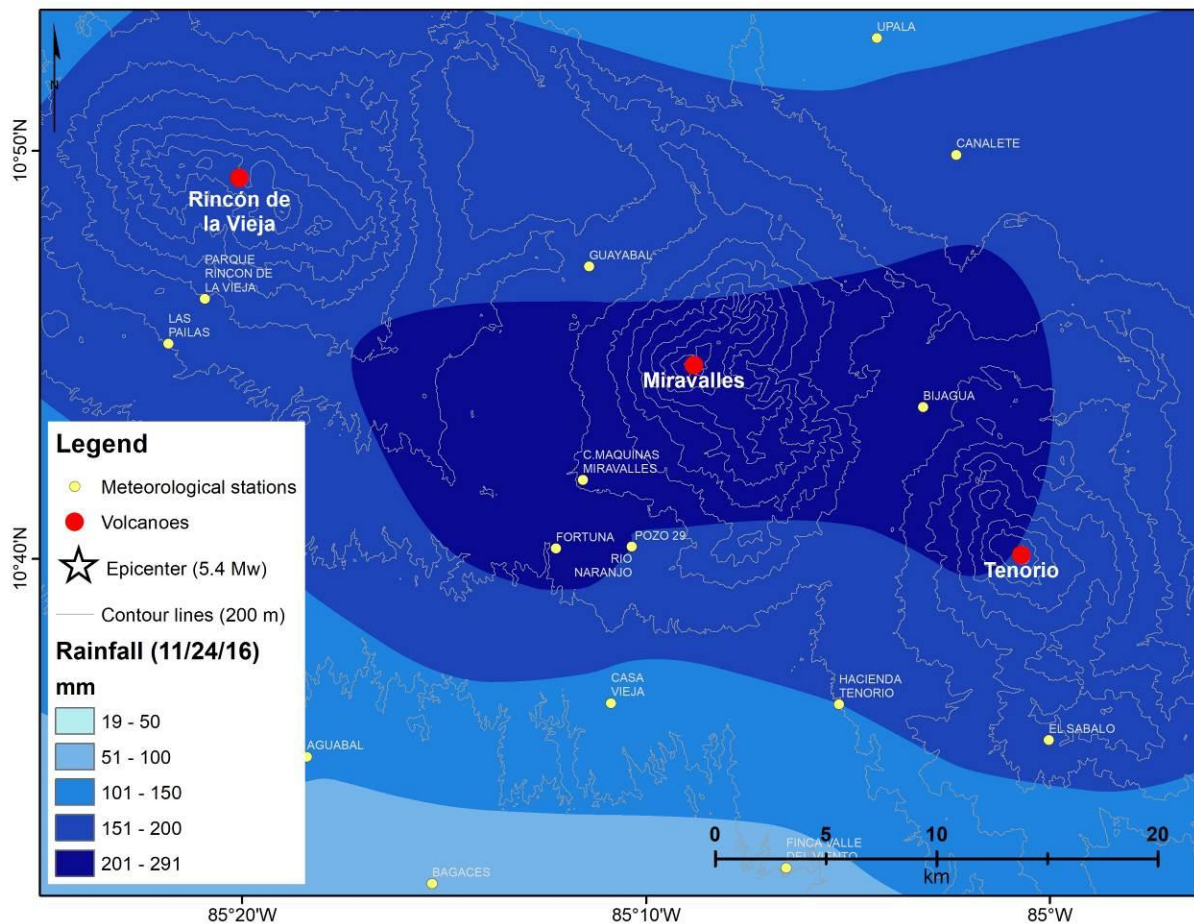 UPALA
N
10°50'N
CANALETE
Rincón de
la Vieja
PARQUE
RINCON DE
LA VIEJA
GUAYABAL
LAS
PAILAS
Miravalles
BIJAGUA
Legend
Meteorological stations
Volcanoes
Epicenter (5.4 Mw)
Contour lines (200 m)
Rainfall (11/24/16)
mm
19 - 50
51 - 100
101 - 150
151 - 200
201 - 291
C.MAQUINAS
MIRAVALLES
FORTUNA
POZO 29
RIO
NARANJO
10°40'N
Tenorio
CASA
VIEJA
HACIENDA
TENORIO
EL SABALO
AGUABAL
0 5 10 20
km
FINCA VALLE
DEL VIENTO
BAGACES
85°20'W
85°10'W
85°W